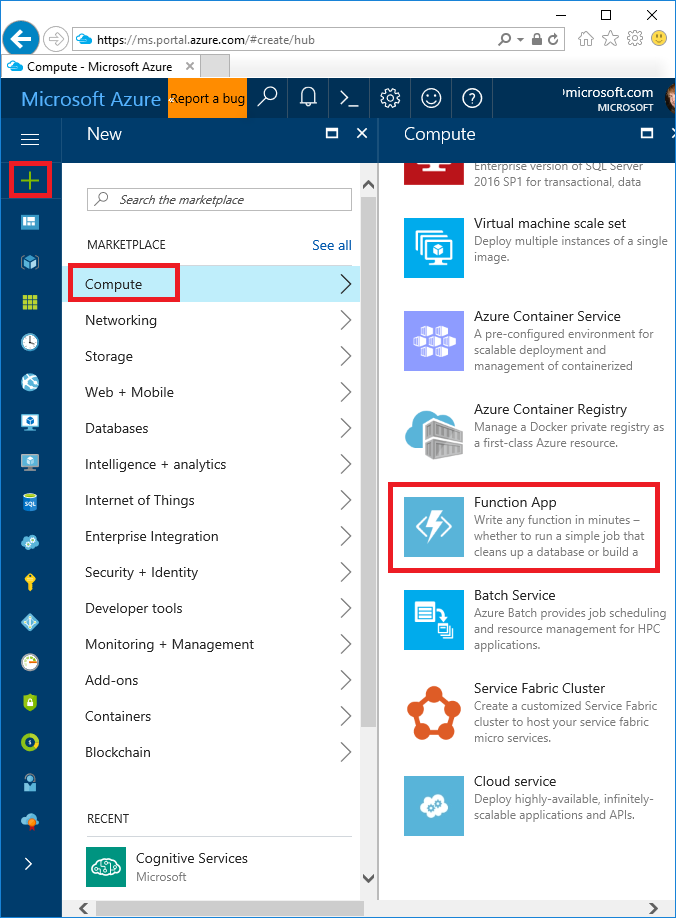 https://ms.portal.azure.com/#create/hub
Compute - Microsoft Azure
Microsoft Azure
Report a bug
microsoft.com
MICROSOFT
New
Search the marketplace
MARKETPLACE
See all
Compute
Networking
Storage
Web + Mobile
Databases
Intelligence + analytics
Internet of Things
Enterprise Integration
Security + Identity
Developer tools
Monitoring + Management
Add-ons
Containers
Blockchain
RECENT
Cognitive Services
Microsoft
Compute
Enterprise version of SQL Server
2016 SP1 for transactional, data
Virtual machine scale set
Deploy multiple instances of a single
image.
Azure Container Service
A pre-configured environment for
scalable deployment and
management of containerized
Azure Container Registry
Manage a Docker private registry as
a first-class Azure resource.
Function App
Write any function in minutes –
whether to run a simple job that
cleans up a database or build a
Batch Service
Azure Batch provides job scheduling
and resource management for HPC
applications.
Service Fabric Cluster
Create a customized Service Fabric
cluster to host your service fabric
micro services.
Cloud service
Deploy highly-available, infinitely-
scalable applications and APIs.
SQL